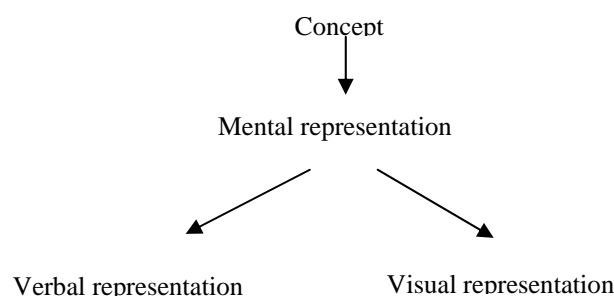 Concept
Mental representation
Verbal representation
Visual representation